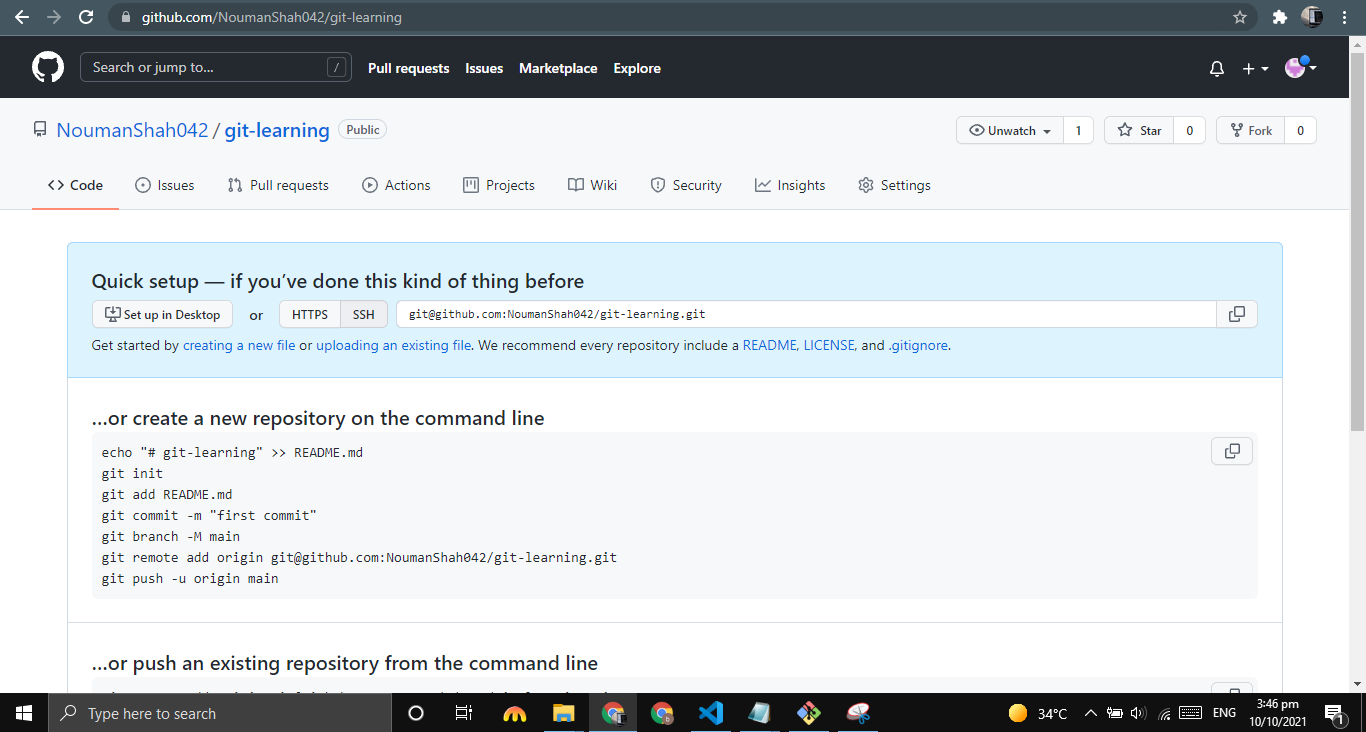 github.com/NoumanShah042/git-learning
Search or jump to... /
Pull requests Issues Marketplace Explore
NoumanShah042 / git-learning Public
Unwatch 1 Star 0 Fork 0
Code Issues Pull requests Actions Projects Wiki Security Insights Settings
Quick setup — if you’ve done this kind of thing before
Set up in Desktop or HTTPS SSH git@github.com:NoumanShah042/git-learning.git
Get started by creating a new file or uploading an existing file. We recommend every repository include a README, LICENSE, and .gitignore.
…or create a new repository on the command line
echo "# git-learning" >> README.md
git init
git add README.md
git commit -m "first commit"
git branch -M main
git remote add origin git@github.com:NoumanShah042/git-learning.git
git push -u origin main
…or push an existing repository from the command line
Type here to search
34°C ENG 3:46 pm
10/10/2021
1